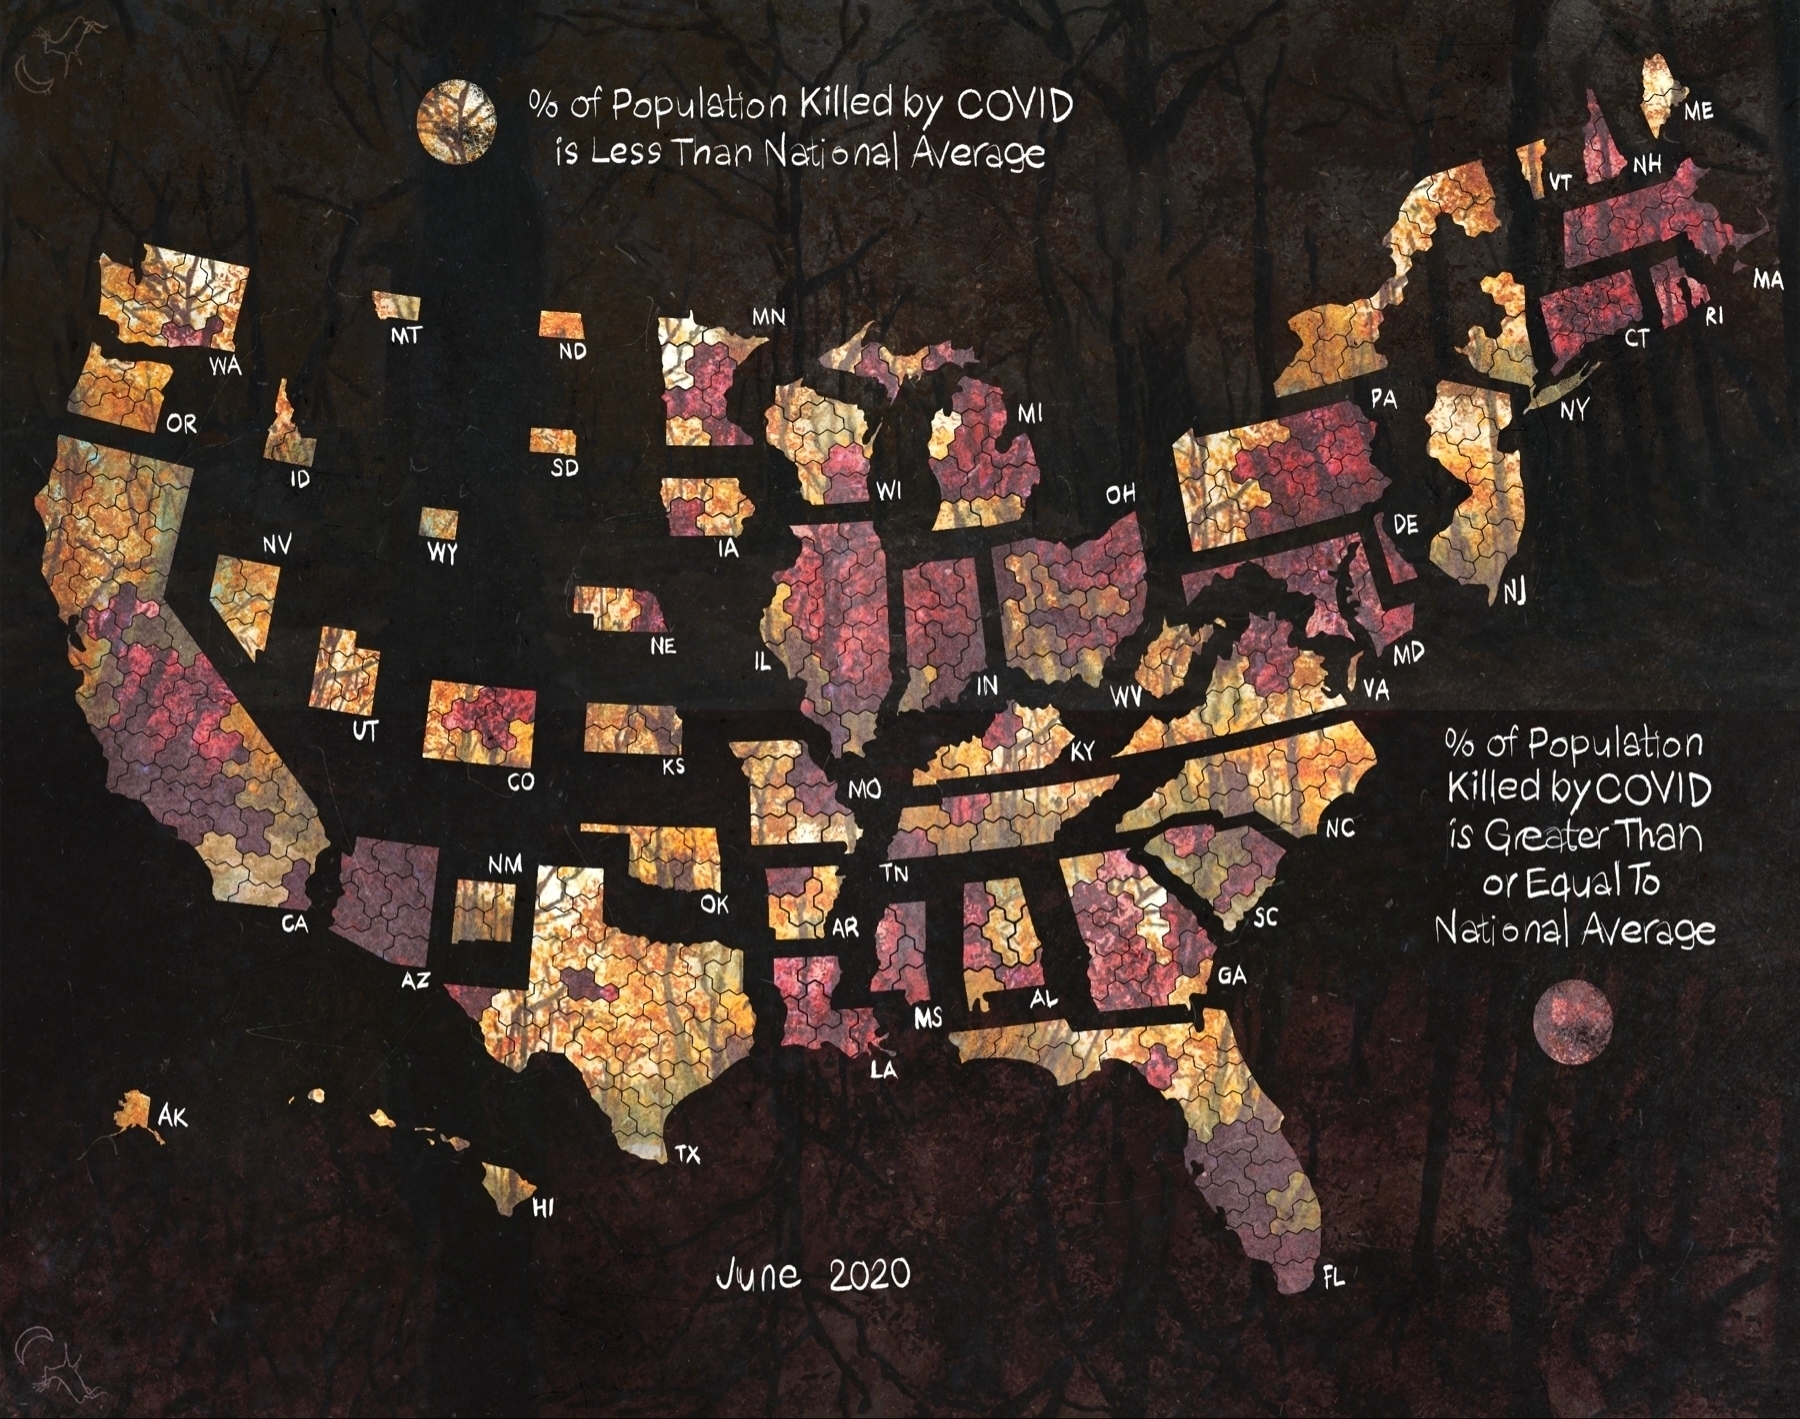 % of Population Killed by COVID
is Less Than National Average
ME
NH
VT
MA
RI
CT
NY
PA
NJ
DE
MD
WA
OR
MT
ID
ND
SD
MN
WI
MI
IA
WY
NV
UT
CO
NE
KS
IL
IN
OH
WV
VA
KY
MO
NC
TN
SC
OK
AR
NM
CA
AZ
TX
LA
MS
AL
GA
FL
AK
HI
% of Population
Killed by COVID
is Greater Than
or Equal To
National Average
June 2020